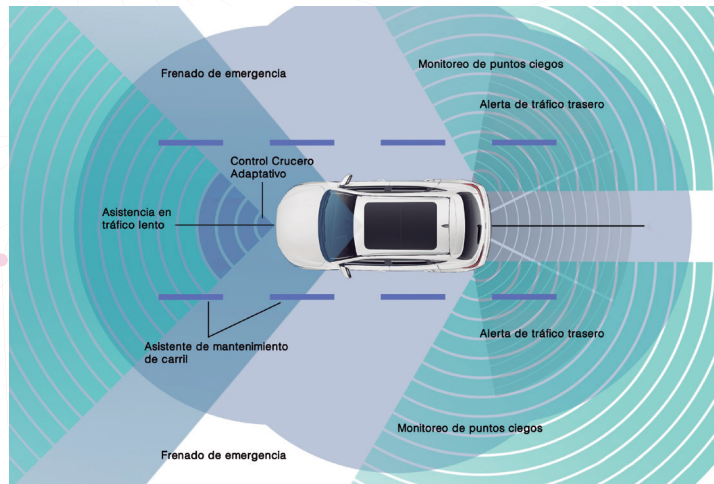 Frenado de emergencia
Monitoreo de puntos ciegos
Alerta de tráfico trasero
Control Crucero
Adaptativo
Asistencia en
tráfico lento
Asistente de mantenimiento
de carril
Alerta de tráfico trasero
Monitoreo de puntos ciegos
Frenado de emergencia